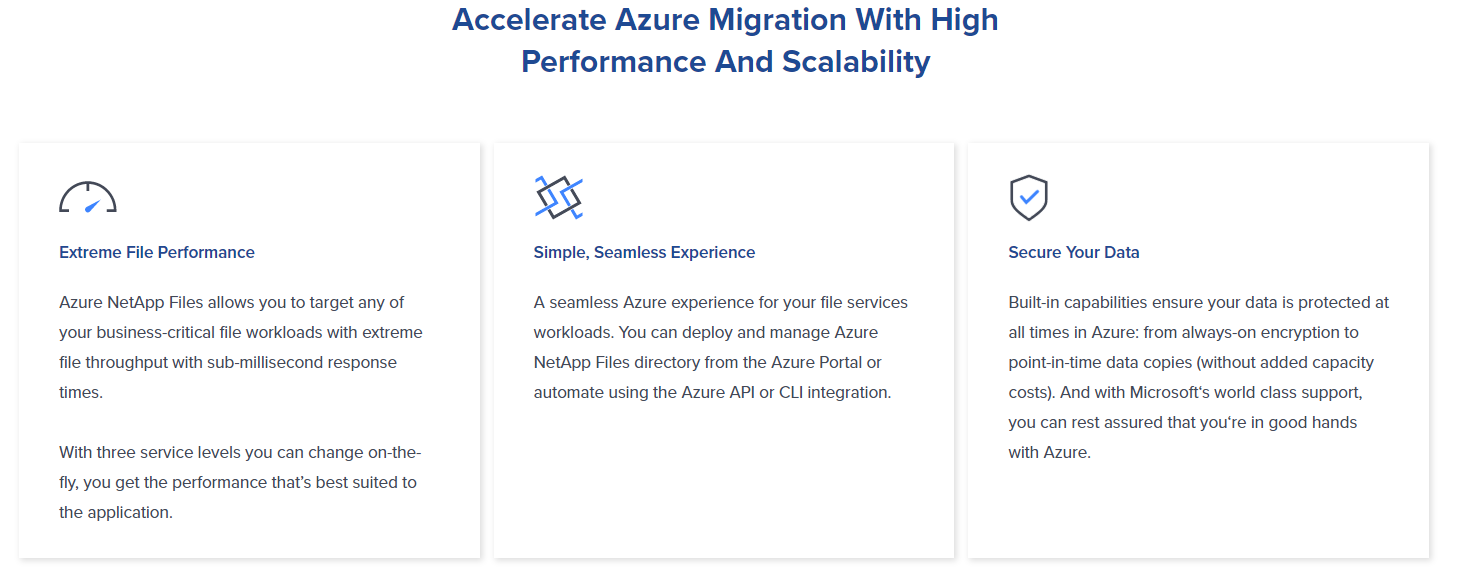 Accelerate Azure Migration With High
Performance And Scalability
Extreme File Performance
Azure NetApp Files allows you to target any of
your business-critical file workloads with extreme
file throughput with sub-millisecond response
times.
With three service levels you can change on-the-
fly, you get the performance that’s best suited to
the application.
Simple, Seamless Experience
A seamless Azure experience for your file services
workloads. You can deploy and manage Azure
NetApp Files directory from the Azure Portal or
automate using the Azure API or CLI integration.
Secure Your Data
Built-in capabilities ensure your data is protected at
all times in Azure: from always-on encryption to
point-in-time data copies (without added capacity
costs). And with Microsoft‘s world class support,
you can rest assured that you‘re in good hands
with Azure.